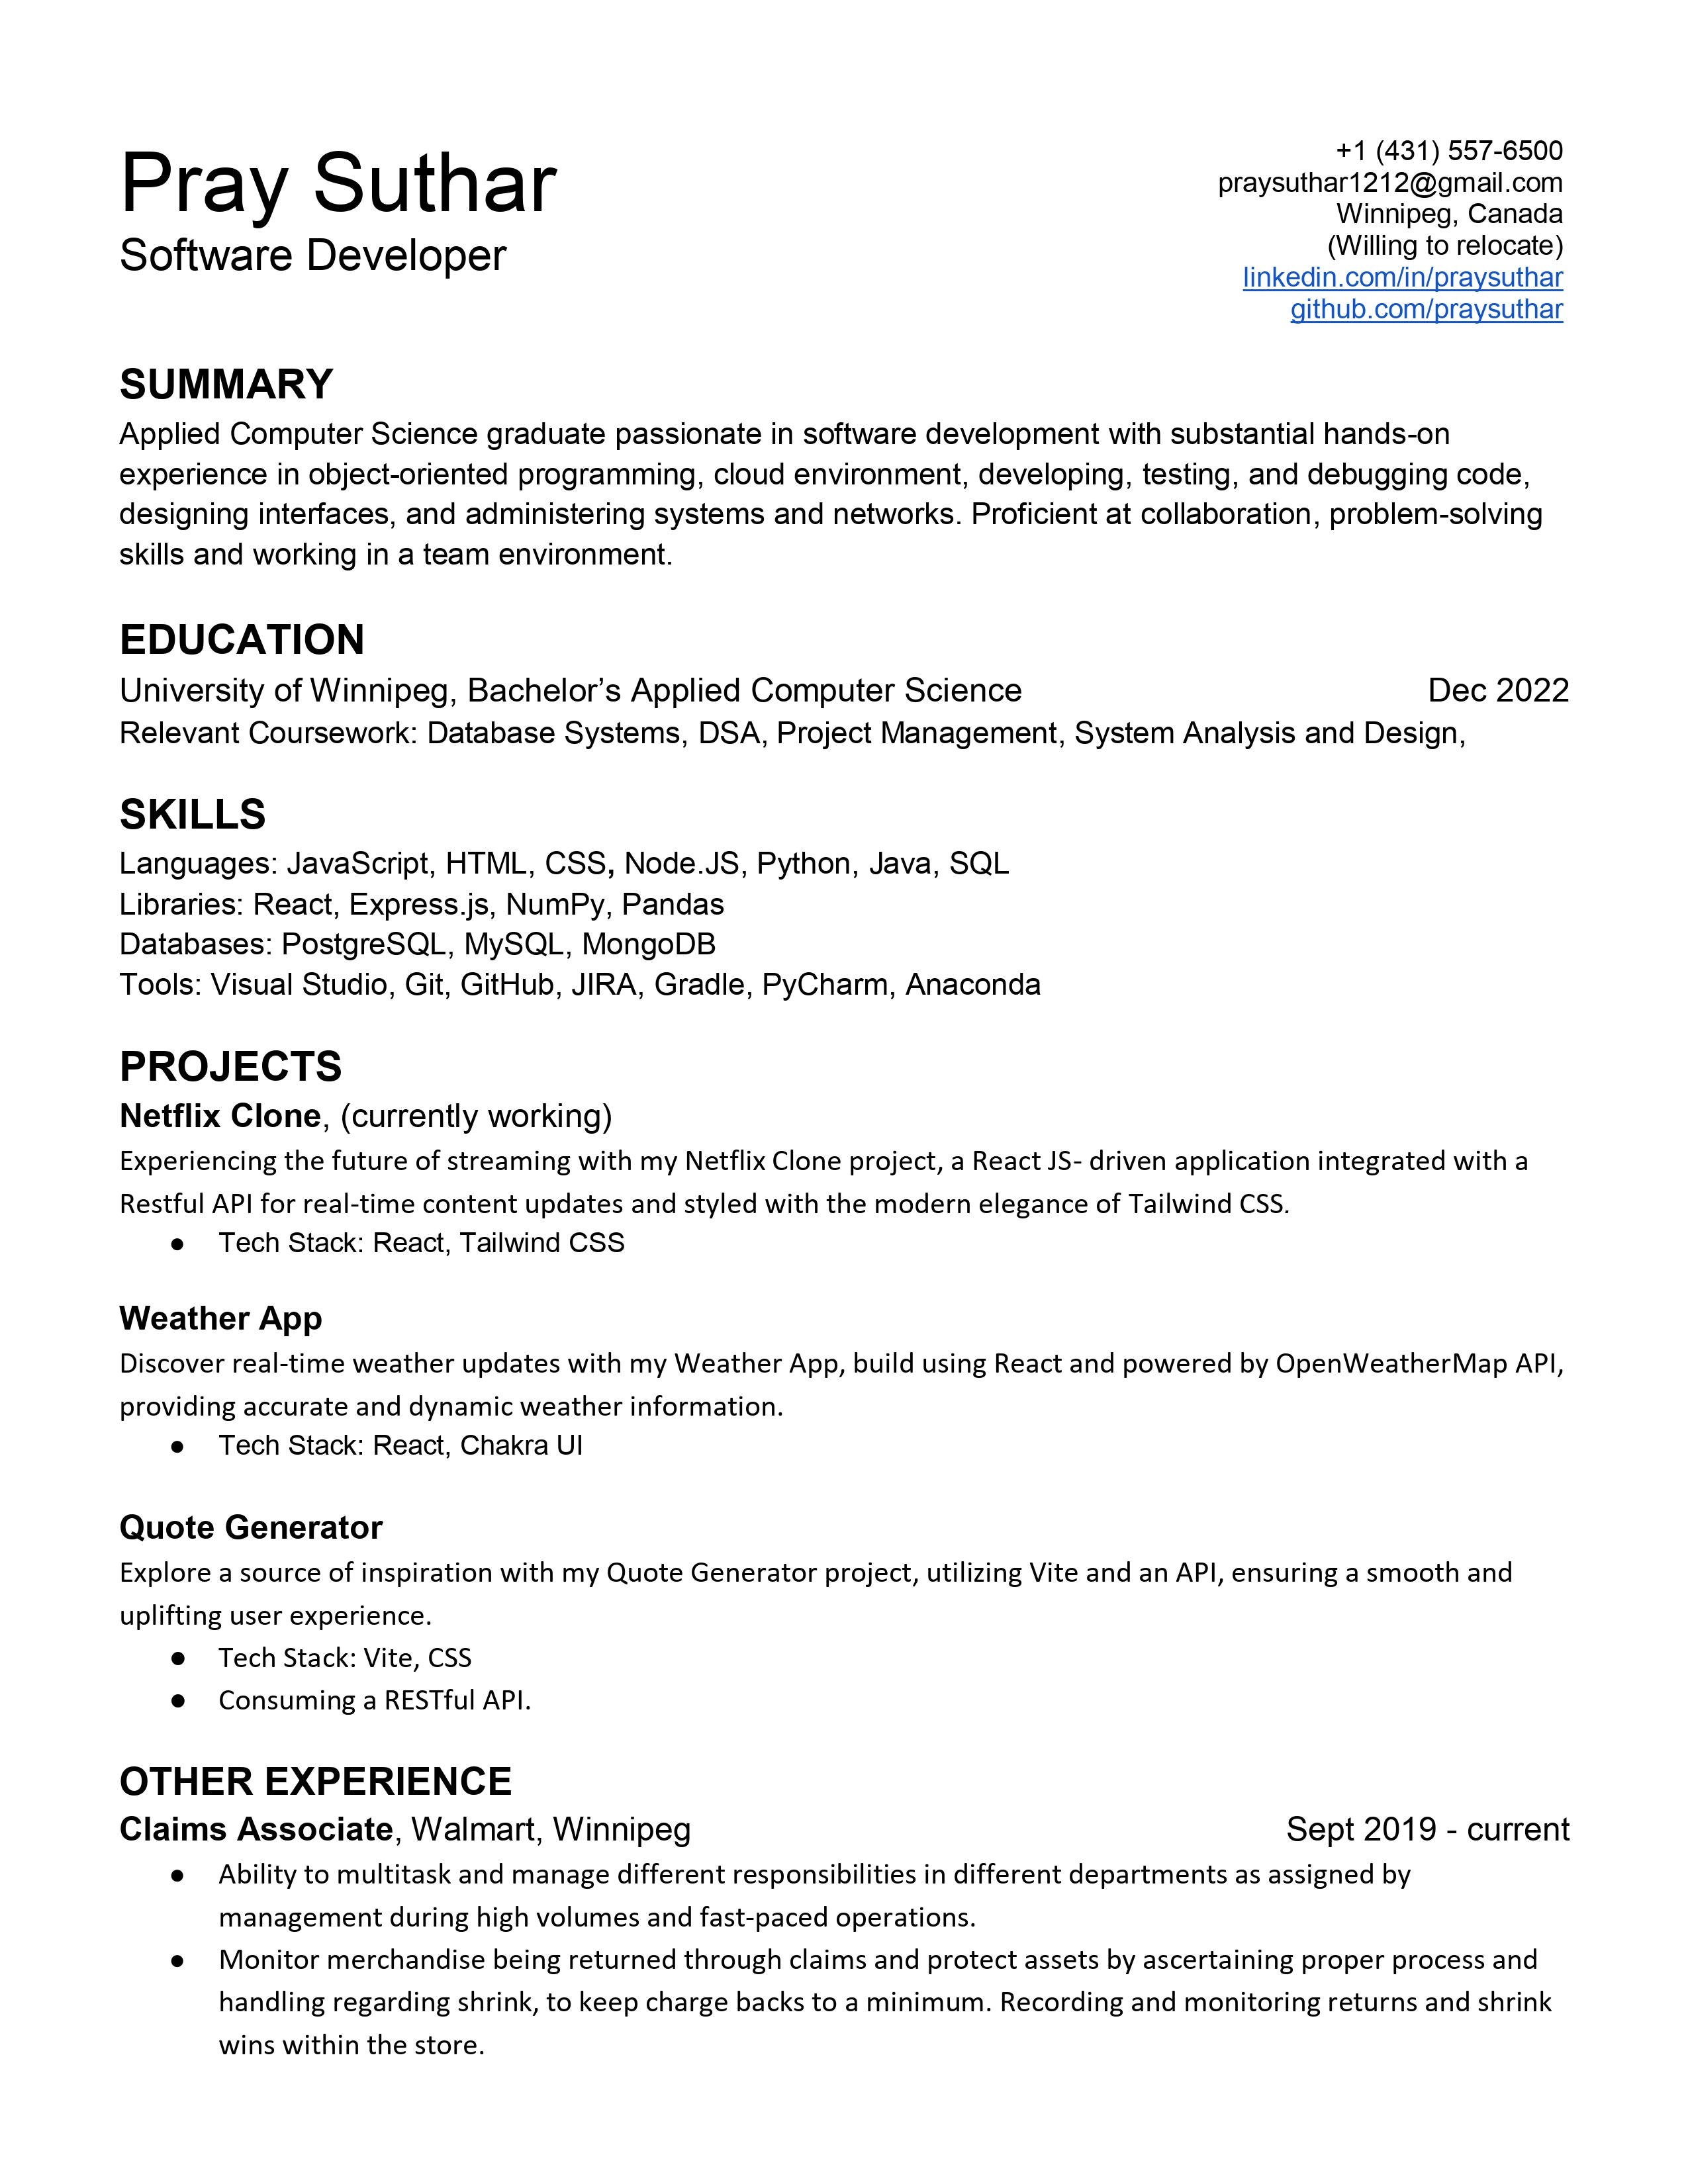 Pray Suthar
Software Developer
+1 (431) 557-6500
praysuthar1212@gmail.com
Winnipeg, Canada
(Willing to relocate)
linkedin.com/in/praysuthar
github.com/praysuthar
SUMMARY
Applied Computer Science graduate passionate in software development with substantial hands-on
experience in object-oriented programming, cloud environment, developing, testing, and debugging code,
designing interfaces, and administering systems and networks. Proficient at collaboration, problem-solving
skills and working in a team environment.
EDUCATION
University of Winnipeg, Bachelor’s Applied Computer Science Dec 2022
Relevant Coursework: Database Systems, DSA, Project Management, System Analysis and Design,
SKILLS
Languages: JavaScript, HTML, CSS, Node.JS, Python, Java, SQL
Libraries: React, Express.js, NumPy, Pandas
Databases: PostgreSQL, MySQL, MongoDB
Tools: Visual Studio, Git, GitHub, JIRA, Gradle, PyCharm, Anaconda
PROJECTS
Netflix Clone, (currently working)
Experiencing the future of streaming with my Netflix Clone project, a React JS- driven application integrated with a
Restful API for real-time content updates and styled with the modern elegance of Tailwind CSS.
● Tech Stack: React, Tailwind CSS
Weather App
Discover real-time weather updates with my Weather App, build using React and powered by OpenWeatherMap API,
providing accurate and dynamic weather information.
● Tech Stack: React, Chakra UI
Quote Generator
Explore a source of inspiration with my Quote Generator project, utilizing Vite and an API, ensuring a smooth and
uplifting user experience.
● Tech Stack: Vite, CSS
● Consuming a RESTful API.
OTHER EXPERIENCE
Claims Associate, Walmart, Winnipeg Sept 2019 - current
● Ability to multitask and manage different responsibilities in different departments as assigned by
management during high volumes and fast-paced operations.
● Monitor merchandise being returned through claims and protect assets by ascertaining proper process and
handling regarding shrink, to keep charge backs to a minimum. Recording and monitoring returns and shrink
wins within the store.